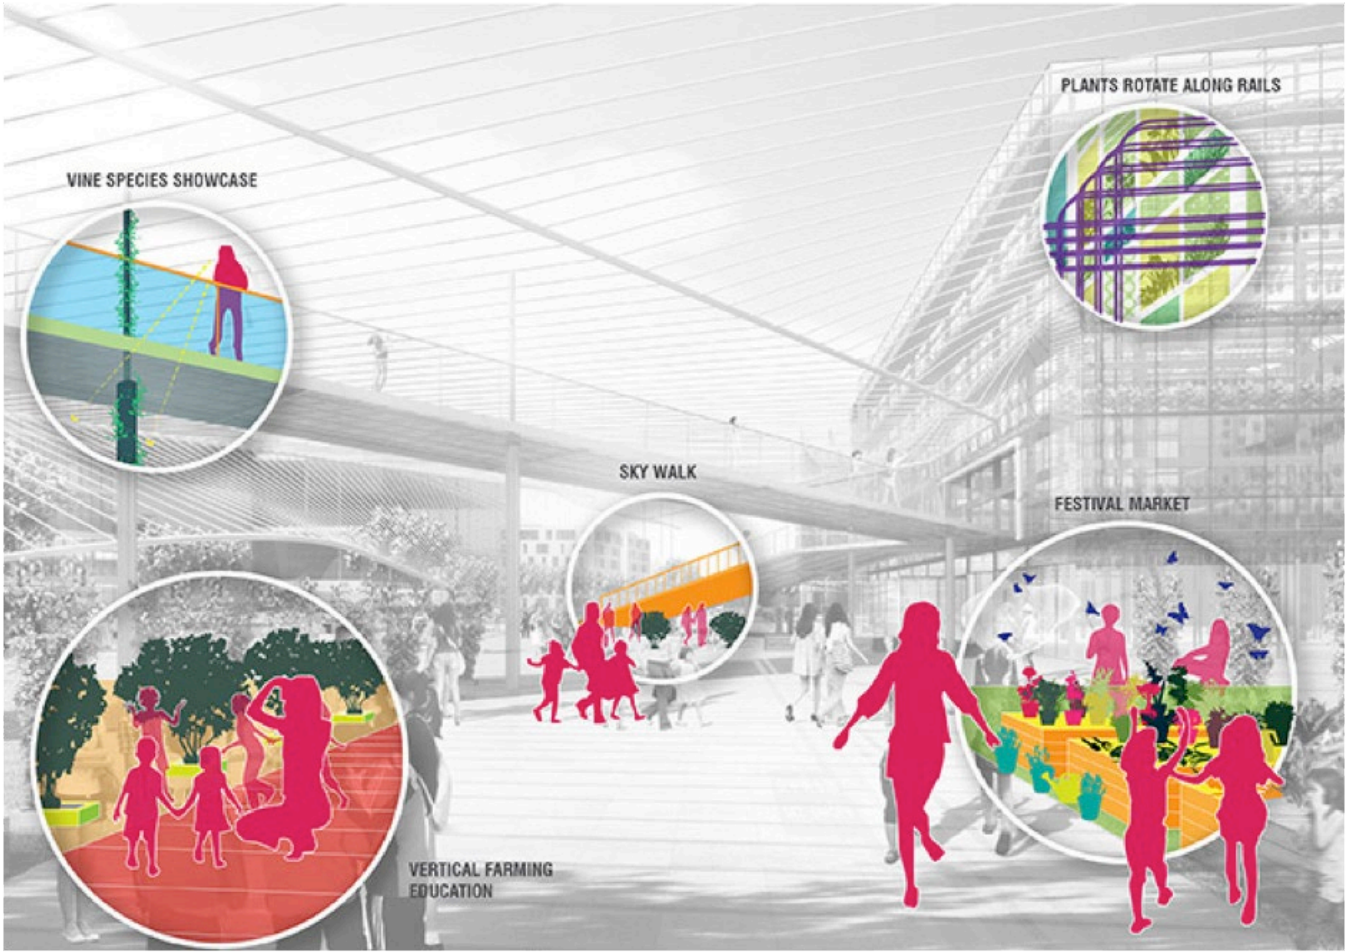 PLANTS ROTATE ALONG RAILS
VINE SPECIES SHOWCASE
SKY WALK
FESTIVAL MARKET
VERTICAL FARMING
EDUCATION